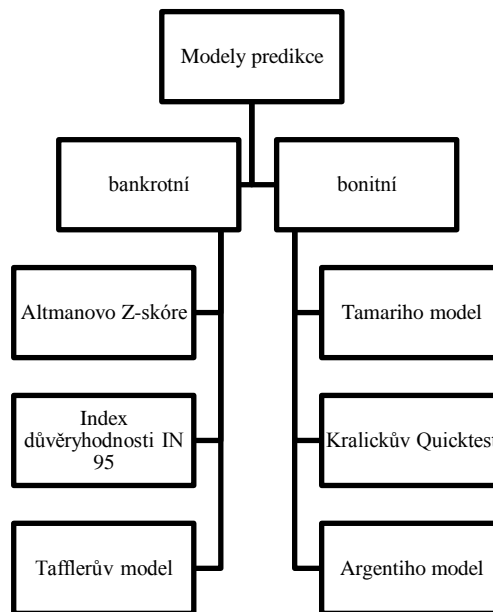 Modely predikce
bankrotní
bonitní
Altmanovo Z-skóre
Tamariho model
Index
důvěryhodnosti IN
95
Kralickův Quicktest
Tafflerův model
Argentiho model